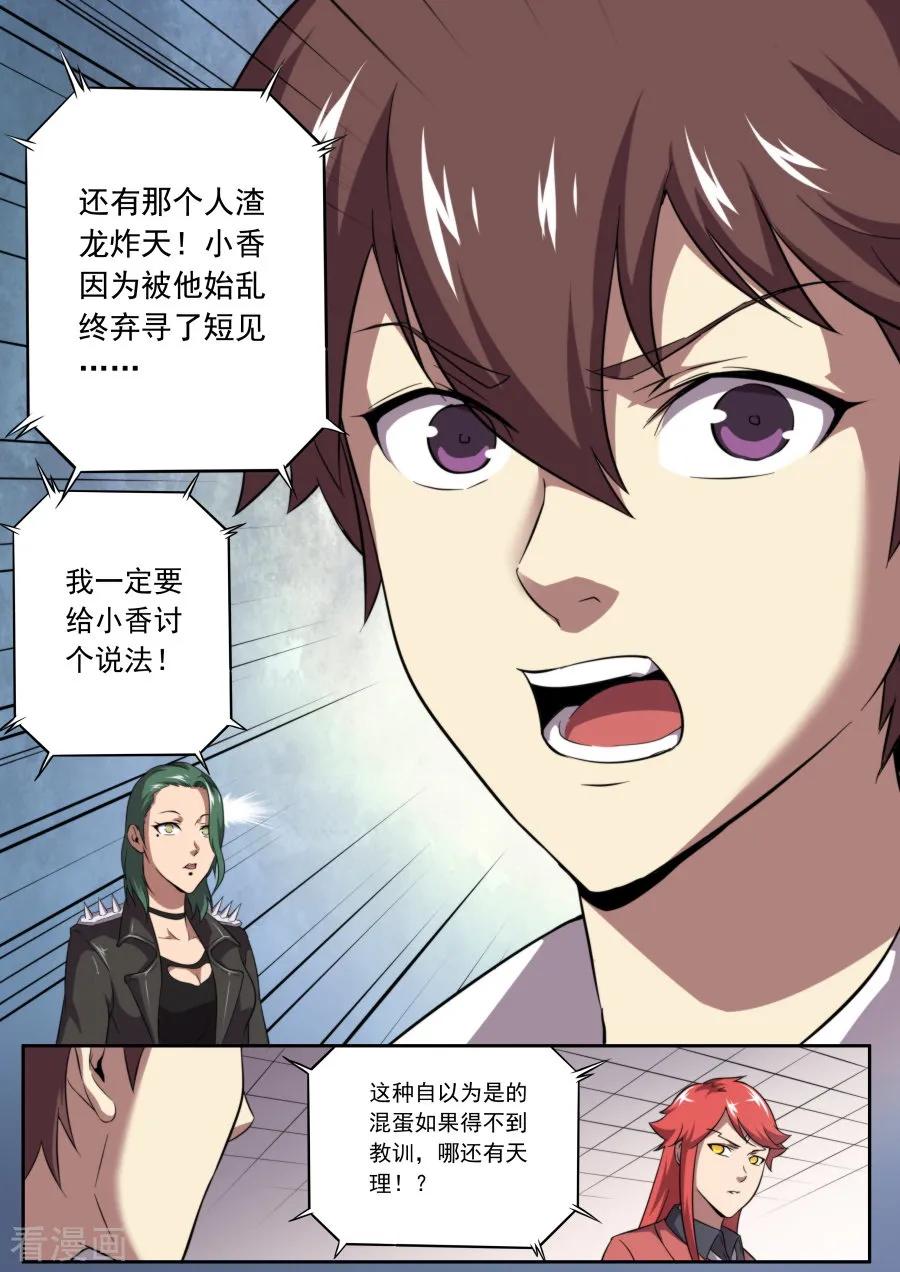 还有那个人渣
龙炸天！小香
因为被他始乱
终弃寻了短见
……
我一定要
给小香讨
个说法！
这种自以为是的
混蛋如果得不到
教训，哪还有天
理！？
看漫画